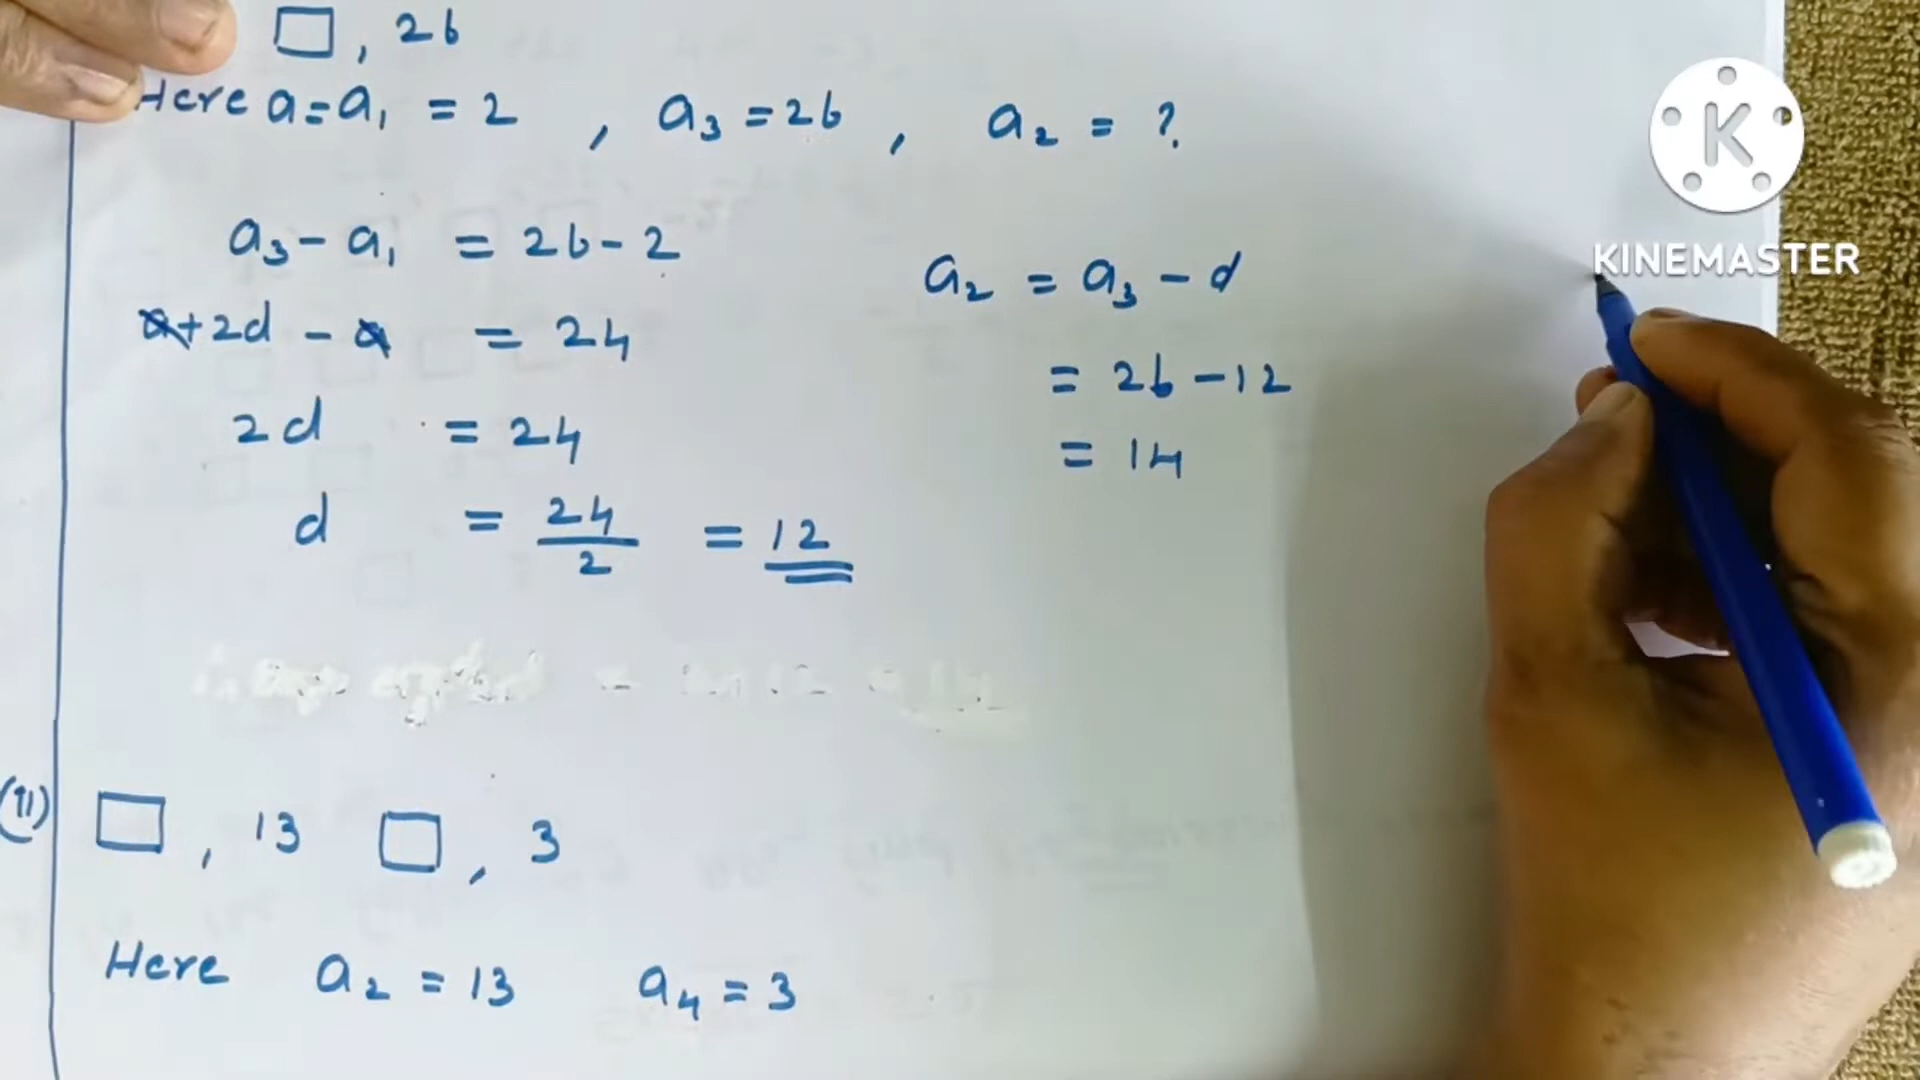 □, 26
Here a=a₁ = 2 , a₃ = 26 , a₂ = ?
a₃ - a₁ = 26 - 2
a+2d - a = 24
2d = 24
d = 24/2 = 12
a₂ = a₃ - d
= 26 - 12
= 14
(ii) □, 13 □, 3
Here a₂ = 13 a₄ = 3
K
KINEMASTER